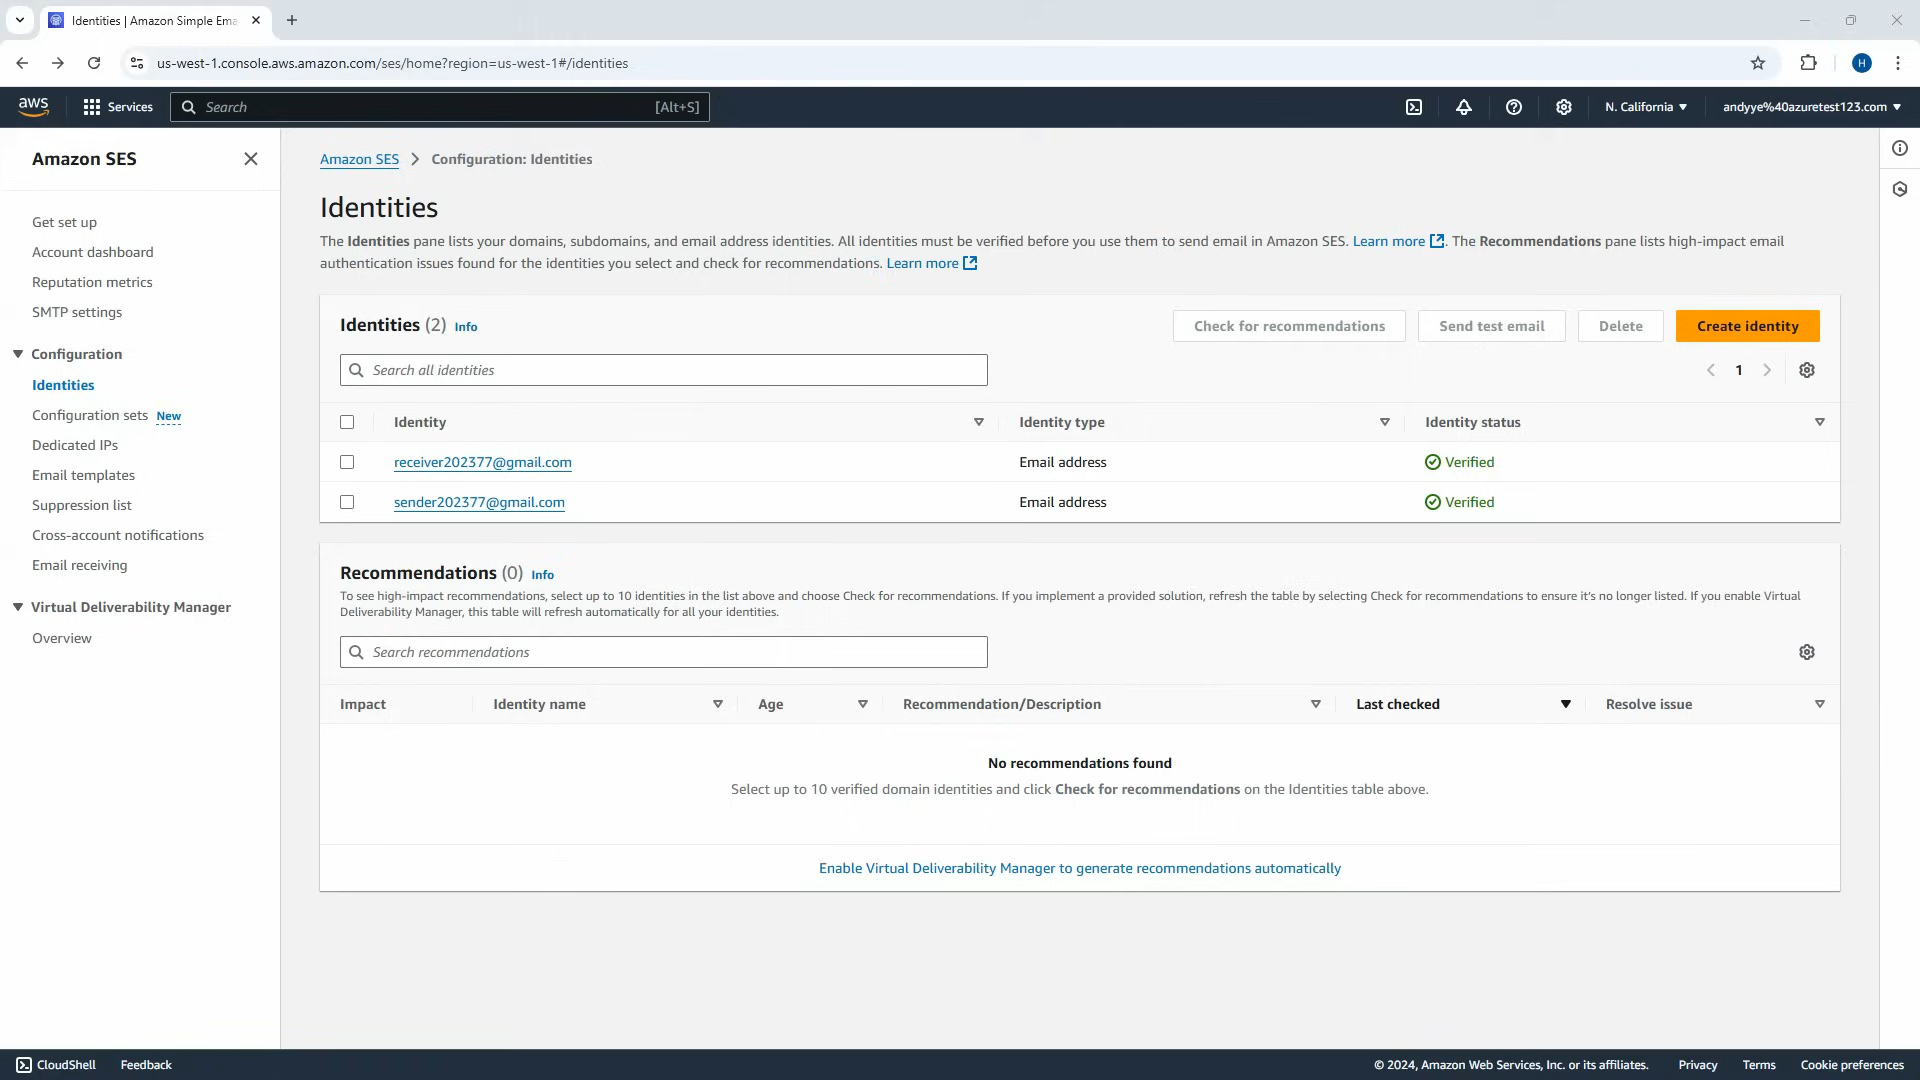 Identities | Amazon Simple Ema
us-west-1.console.aws.amazon.com/ses/home?region=us-west-1#/identities
H
aws
Services
Search
[Alt+S]
N. California
andyye%40azuretest123.com
Amazon SES
Get set up
Account dashboard
Reputation metrics
SMTP settings
Configuration
Identities
Configuration sets New
Dedicated IPs
Email templates
Suppression list
Cross-account notifications
Email receiving
Virtual Deliverability Manager
Overview
Amazon SES > Configuration: Identities
Identities
The Identities pane lists your domains, subdomains, and email address identities. All identities must be verified before you use them to send email in Amazon SES. Learn more. The Recommendations pane lists high-impact email
authentication issues found for the identities you select and check for recommendations. Learn more
Identities (2) Info
Check for recommendations
Send test email
Delete
Create identity
Search all identities
1
Identity
Identity type
Identity status
receiver202377@gmail.com
Email address
Verified
sender202377@gmail.com
Email address
Verified
Recommendations (0) Info
To see high-impact recommendations, select up to 10 identities in the list above and choose Check for recommendations. If you implement a provided solution, refresh the table by selecting Check for recommendations to ensure it's no longer listed. If you enable Virtual
Deliverability Manager, this table will refresh automatically for all your identities.
Search recommendations
Impact
Identity name
Age
Recommendation/Description
Last checked
Resolve issue
No recommendations found
Select up to 10 verified domain identities and click Check for recommendations on the Identities table above.
Enable Virtual Deliverability Manager to generate recommendations automatically
CloudShell
Feedback
© 2024, Amazon Web Services, Inc. or its affiliates.
Privacy
Terms
Cookie preferences